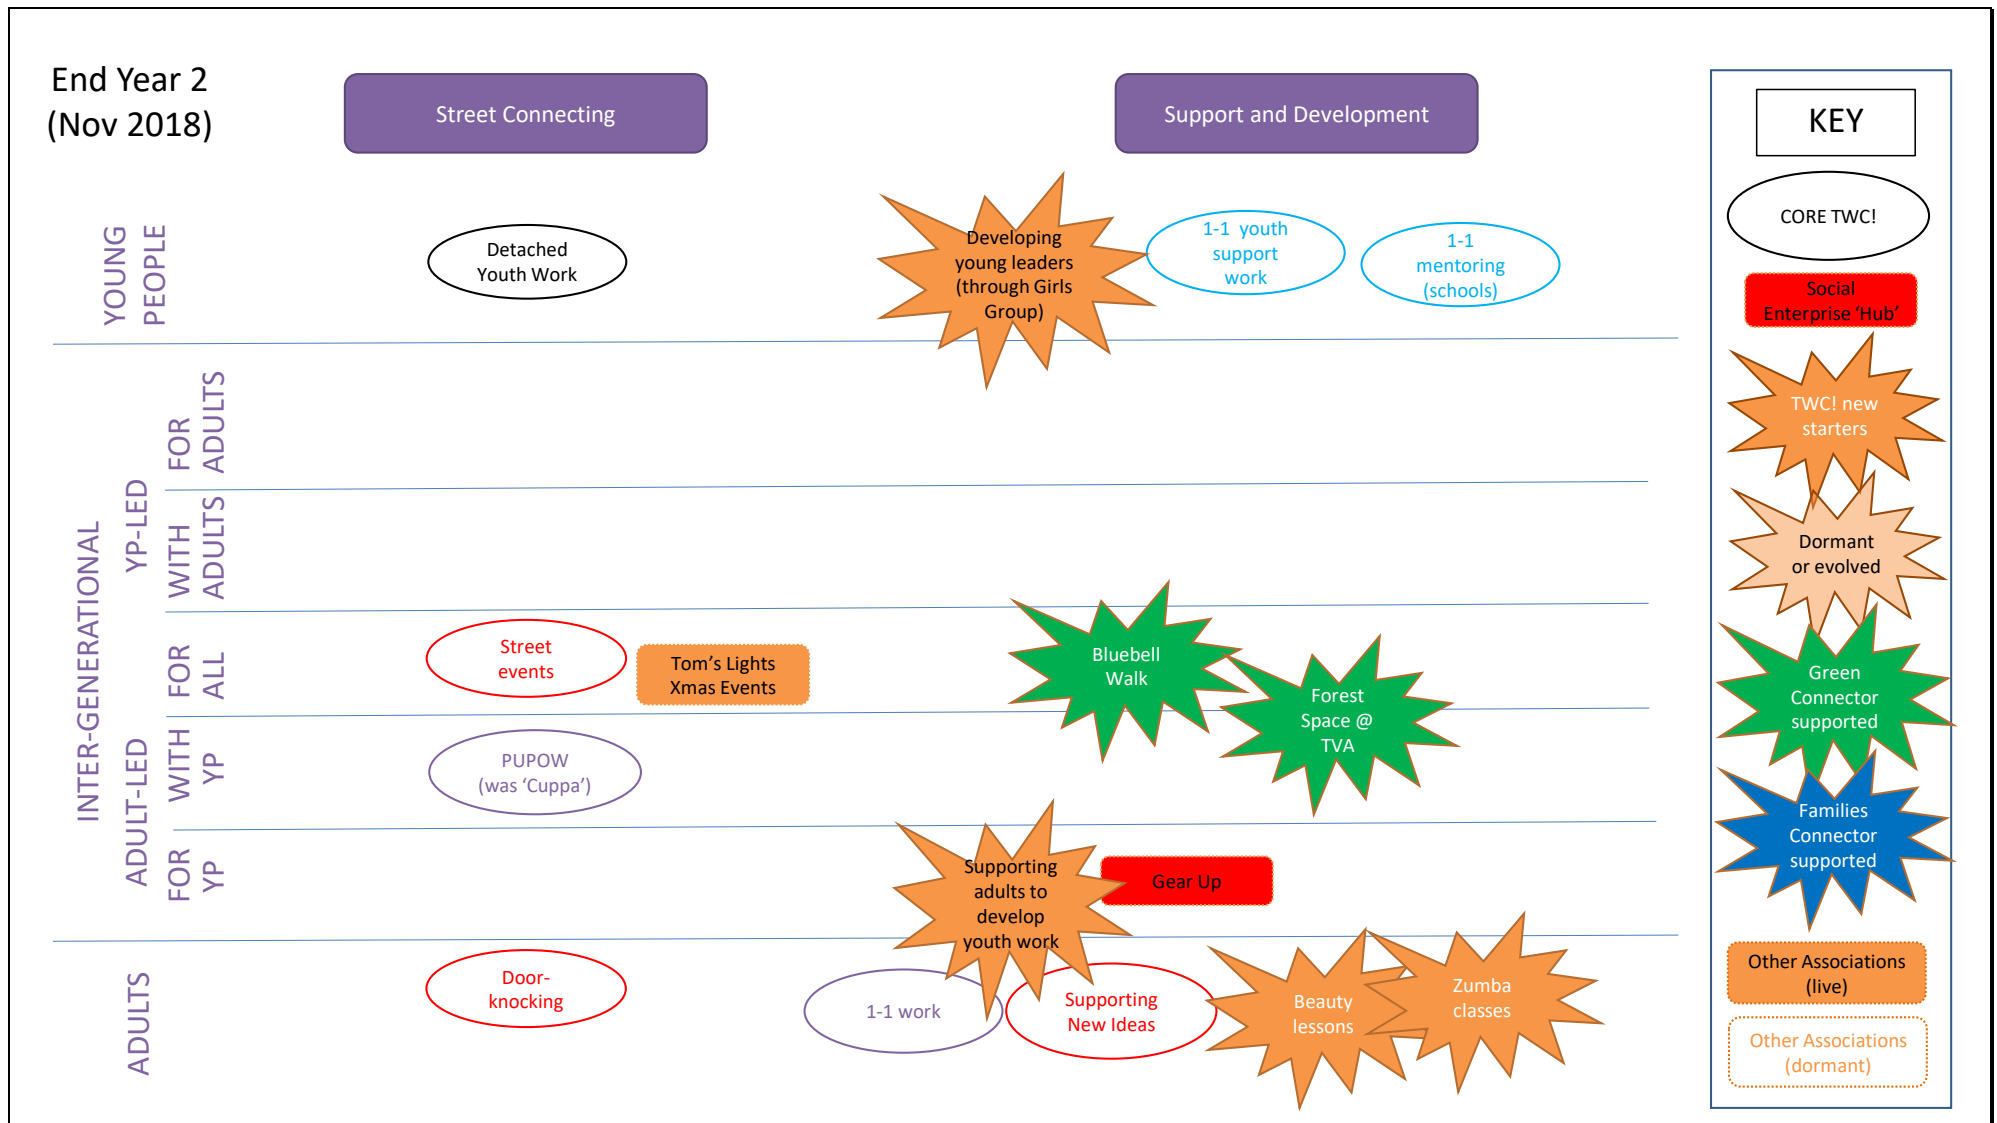 End Year 2
(Nov 2018)
Street Connecting
Support and Development
YOUNG
PEOPLE
Detached
Youth Work
Developing
young leaders
(through Girls
Group)
1-1 youth
support
work
1-1
mentoring
(schools)
INTER-GENERATIONAL
YP-LED
FOR
ADULTS
WITH
ADULTS
ADULT-LED
FOR
ALL
Street
events
Tom's Lights
Xmas Events
Bluebell
Walk
Forest
Space @
TVA
WITH
YP
PUPOW
(was 'Cuppa')
FOR
YP
Supporting
adults to
develop
youth work
Gear Up
ADULTS
Door-
knocking
1-1 work
Supporting
New Ideas
Beauty
lessons
Zumba
classes
KEY
CORE TWC!
Social
Enterprise 'Hub'
TWC! new
starters
Dormant
or evolved
Green
Connector
supported
Families
Connector
supported
Other Associations
(live)
Other Associations
(dormant)